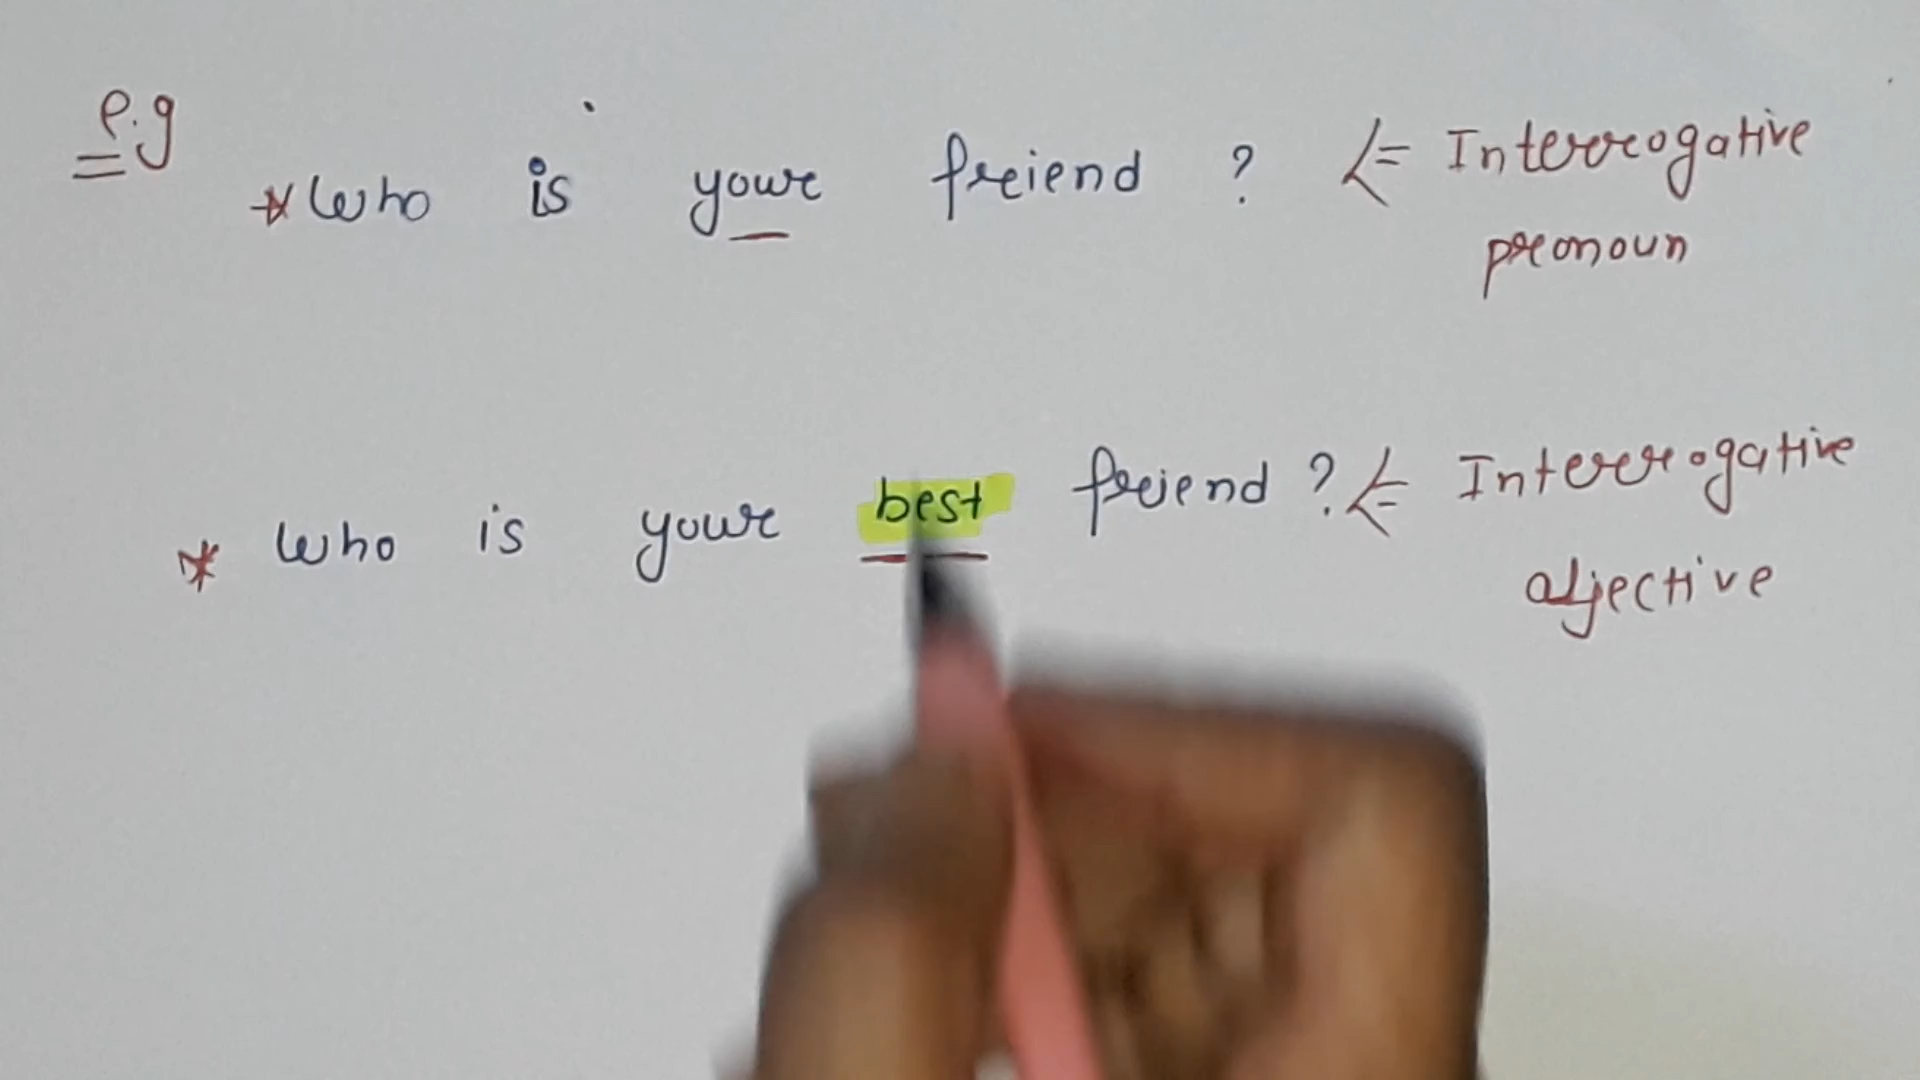 e.g
* Who is your friend ? <= Interrogative
pronoun
* Who is your best friend ? <= Interrogative
adjective